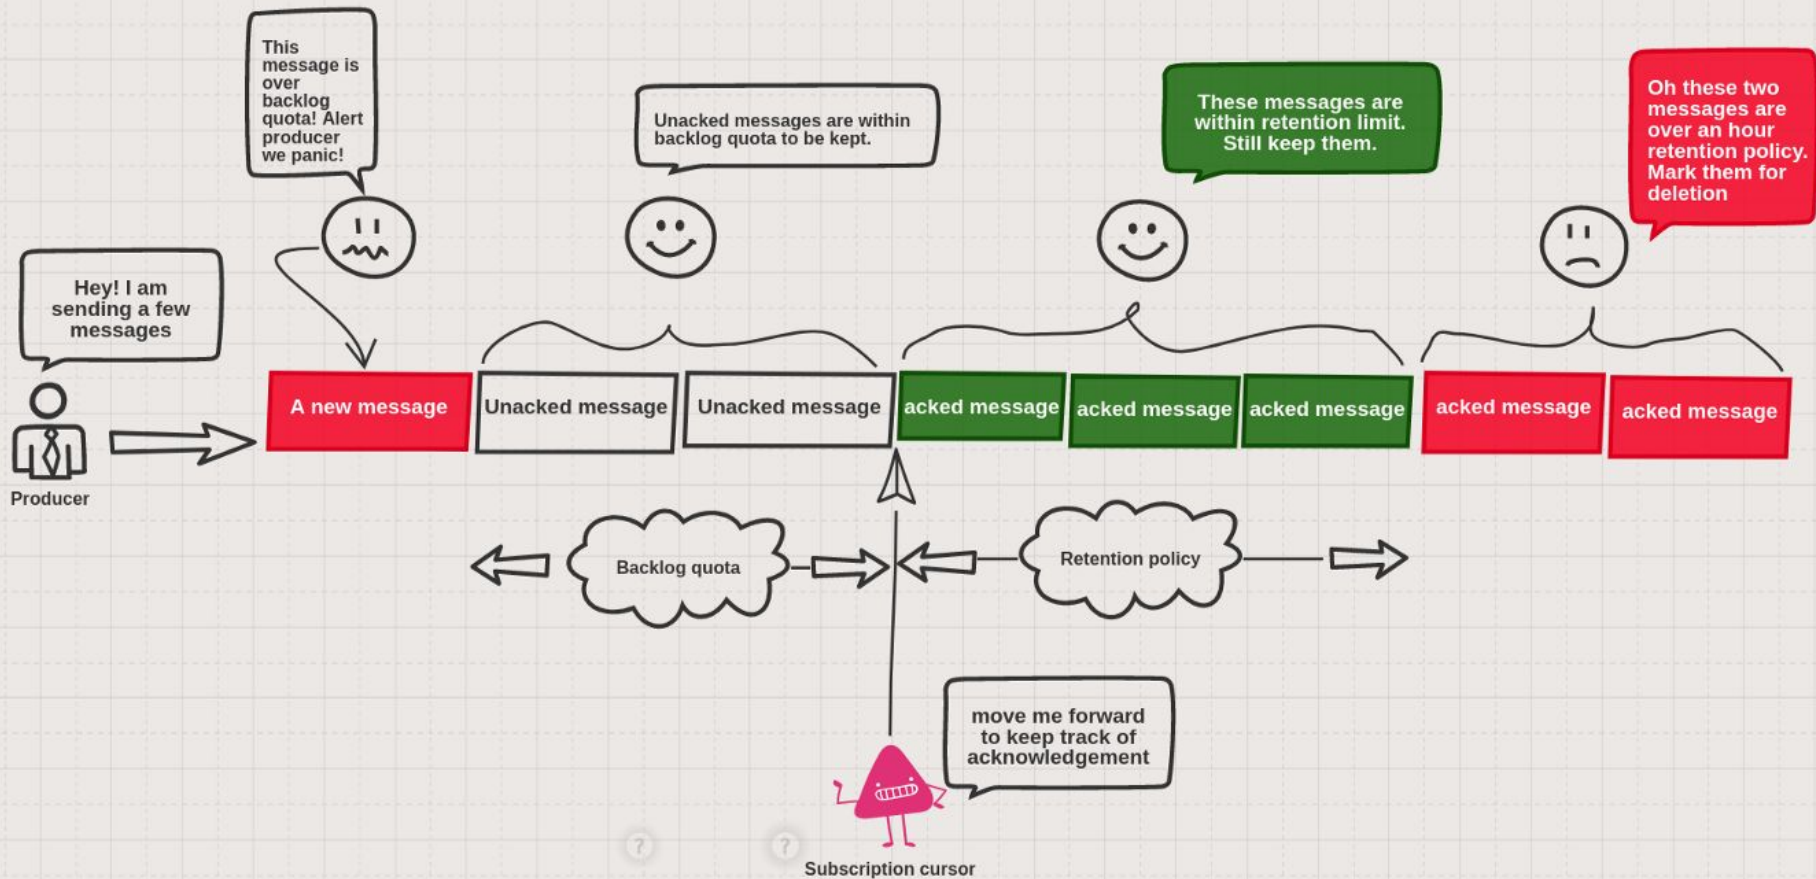 This
message is
over
backlog
quota! Alert
producer
we panic!
Unacked messages are within
backlog quota to be kept.
These messages are
within retention limit.
Still keep them.
Oh these two
messages are
over an hour
retention policy.
Mark them for
deletion
Hey! I am
sending a few
messages
Producer
A new message
Unacked message
Unacked message
acked message
acked message
acked message
acked message
acked message
Backlog quota
Retention policy
move me forward
to keep track of
acknowledgement
?
?
Subscription cursor